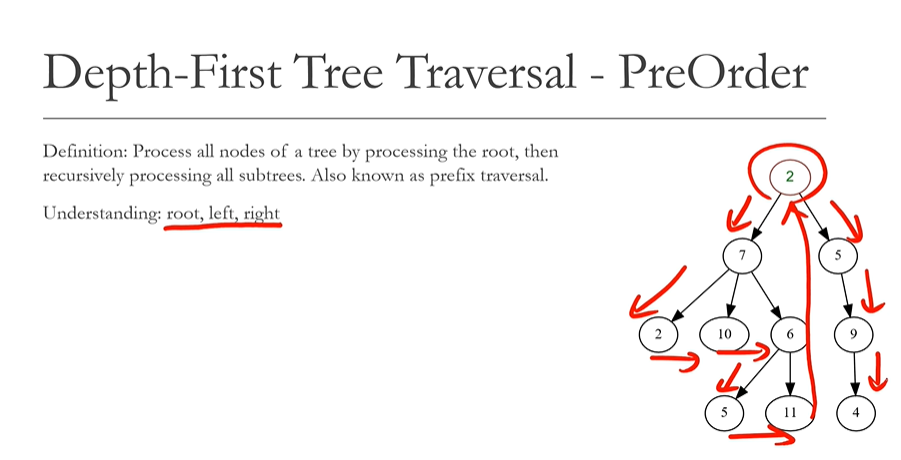 Depth-First Tree Traversal - PreOrder
Definition: Process all nodes of a tree by processing the root, then
recursively processing all subtrees. Also known as prefix traversal.
Understanding: root, left, right
2
7
5
2
10
6
9
5
11
4